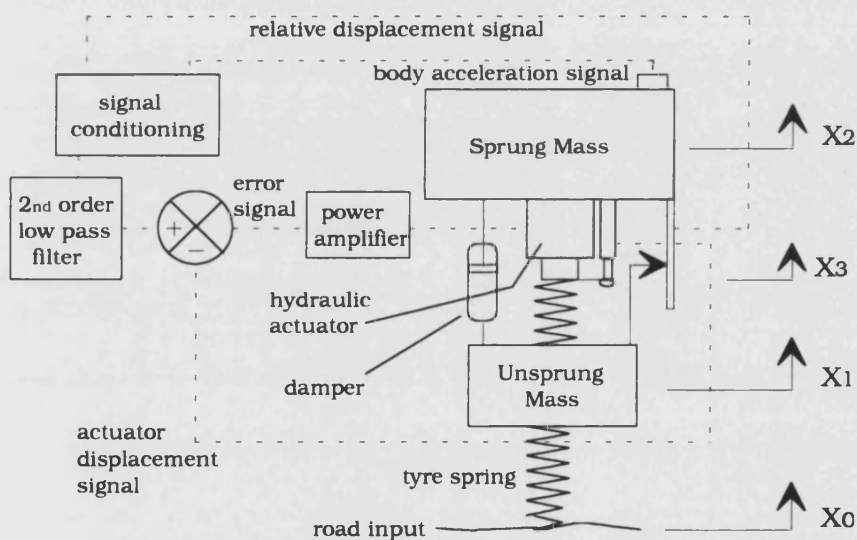 relative displacement signal
body acceleration signal
signal
conditioning
Sprung Mass
X2
2nd order
low pass
filter
+
−
error
signal
power
amplifier
X3
hydraulic
actuator
damper
Unsprung
Mass
X1
actuator
displacement
signal
tyre spring
road input
X0